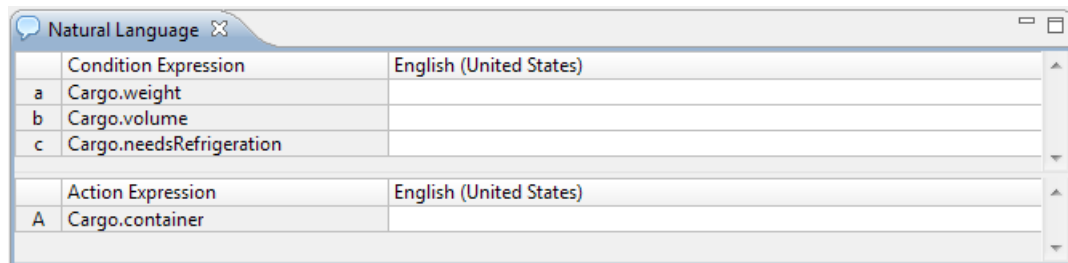 Natural Language
Condition Expression English (United States)
a Cargo.weight
b Cargo.volume
c Cargo.needsRefrigeration
Action Expression English (United States)
A Cargo.container